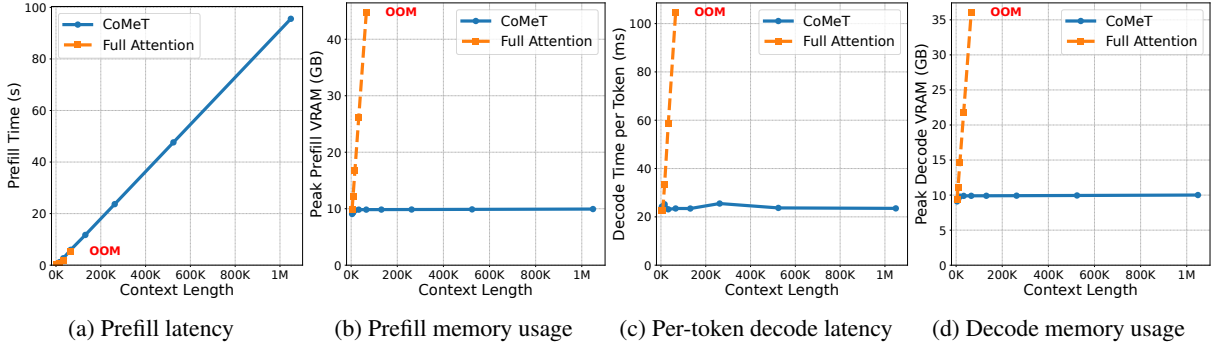 100
80
60
40
20
0
Prefill Time (s)
CoMeT
Full Attention
OOM
0K
200K
400K
600K
800K
1M
Context Length
(a) Prefill latency
40
30
20
10
0
Peak Prefill VRAM (GB)
OOM
CoMeT
Full Attention
0K
200K
400K
600K
800K
1M
Context Length
(b) Prefill memory usage
100
80
60
40
20
0
Decode Time per Token (ms)
OOM
CoMeT
Full Attention
0K
200K
400K
600K
800K
1M
Context Length
(c) Per-token decode latency
35
30
25
20
15
10
5
0
Peak Decode VRAM (GB)
OOM
CoMeT
Full Attention
0K
200K
400K
600K
800K
1M
Context Length
(d) Decode memory usage